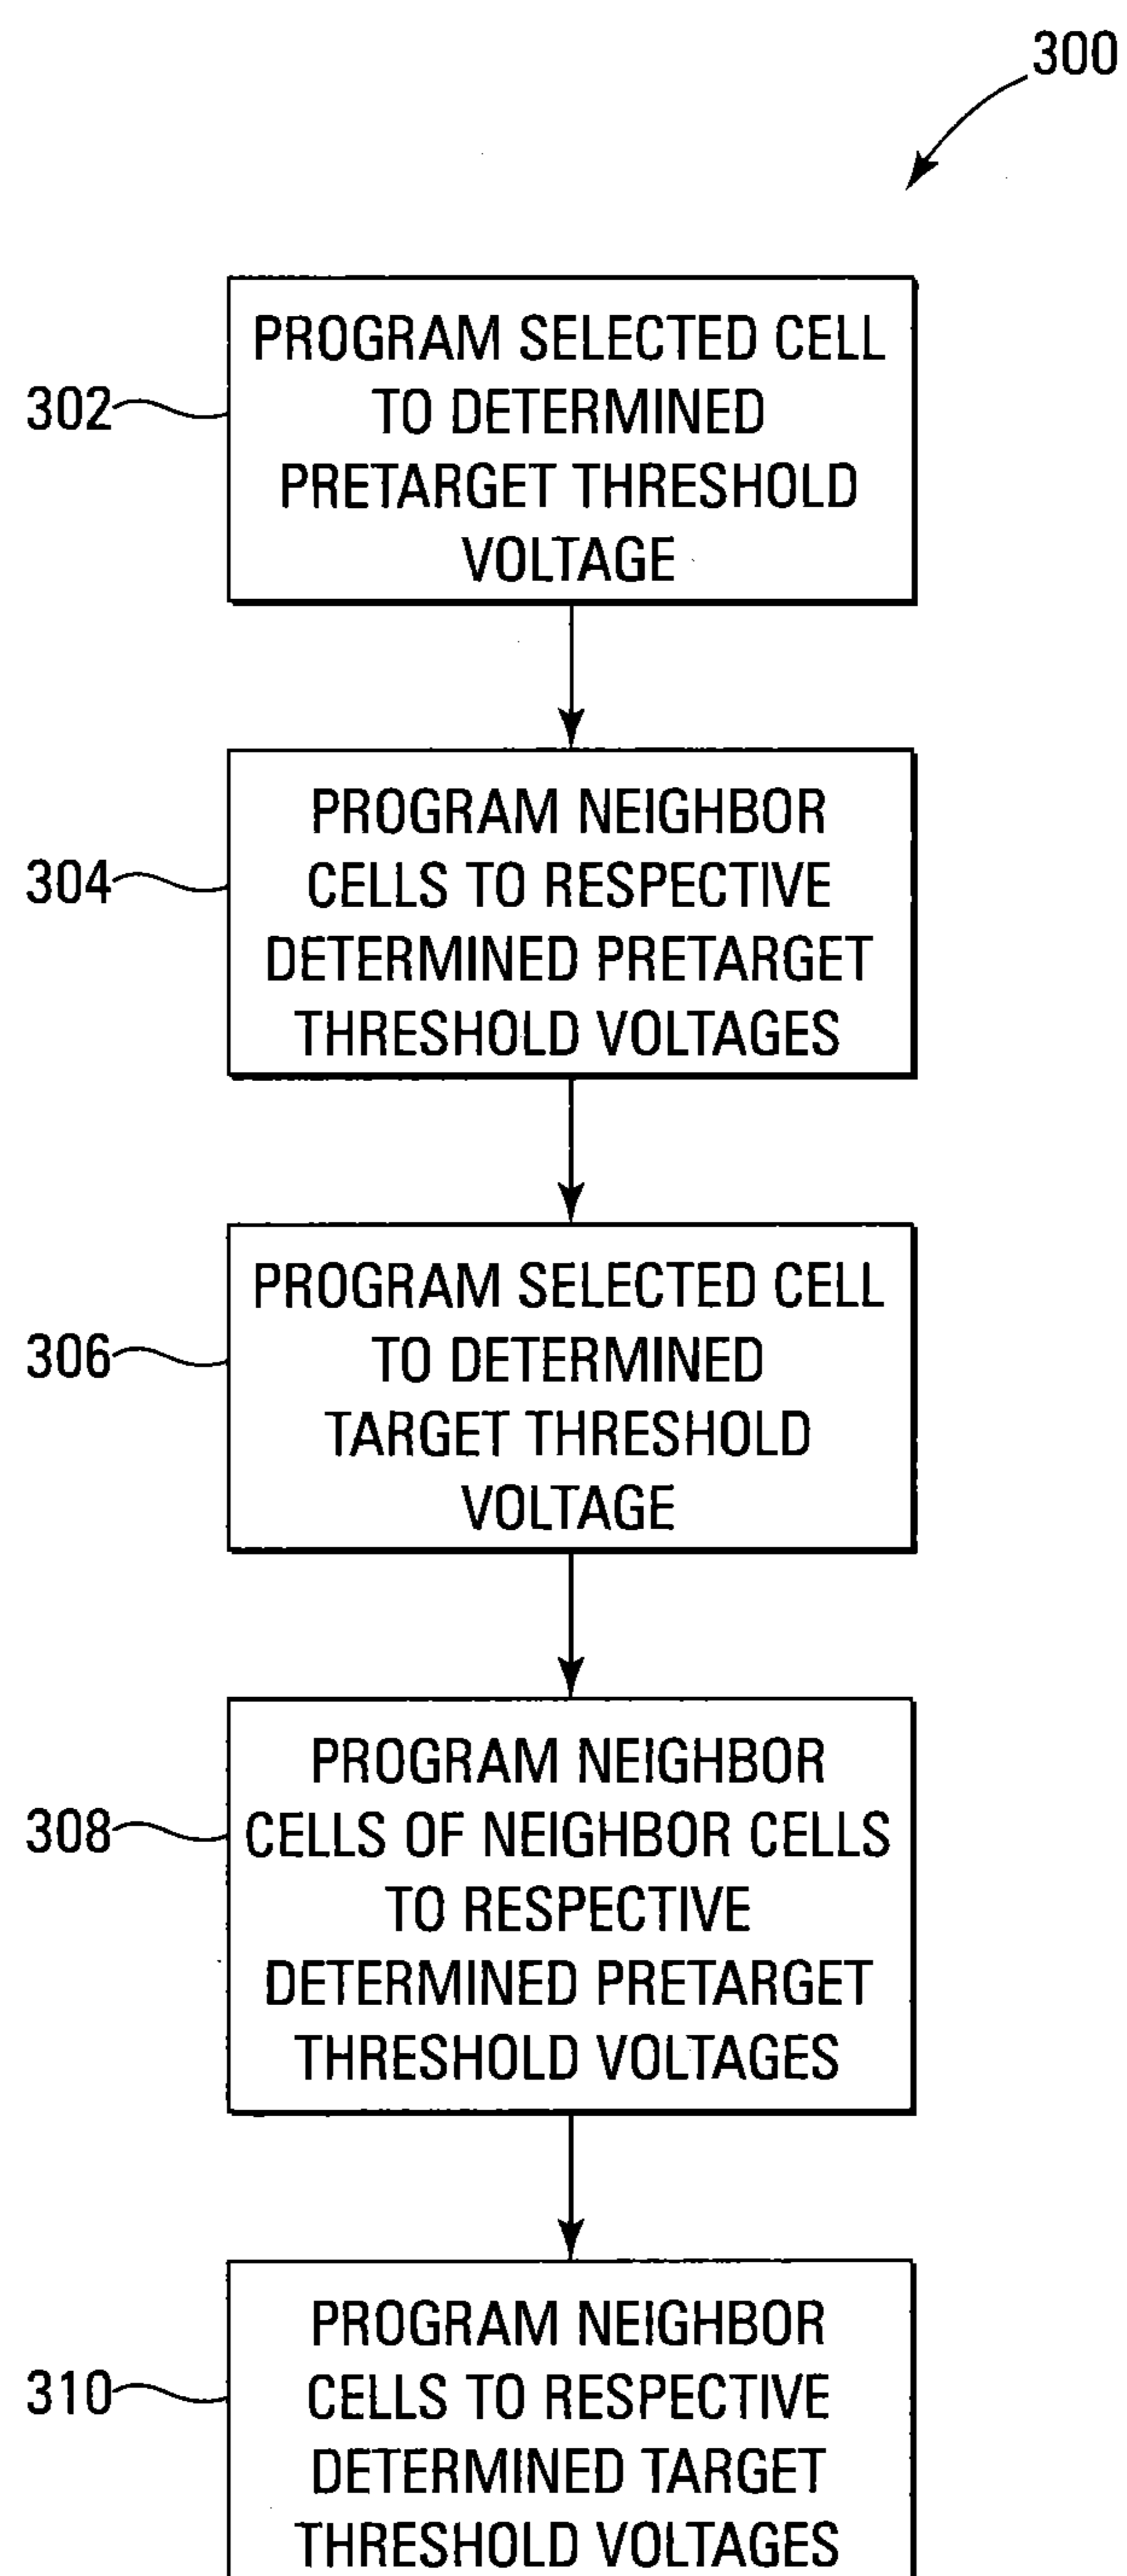 300
302
PROGRAM SELECTED CELL
TO DETERMINED
PRETARGET THRESHOLD
VOLTAGE
304
PROGRAM NEIGHBOR
CELLS TO RESPECTIVE
DETERMINED PRETARGET
THRESHOLD VOLTAGES
306
PROGRAM SELECTED CELL
TO DETERMINED
TARGET THRESHOLD
VOLTAGE
308
PROGRAM NEIGHBOR
CELLS OF NEIGHBOR CELLS
TO RESPECTIVE
DETERMINED PRETARGET
THRESHOLD VOLTAGES
310
PROGRAM NEIGHBOR
CELLS TO RESPECTIVE
DETERMINED TARGET
THRESHOLD VOLTAGES